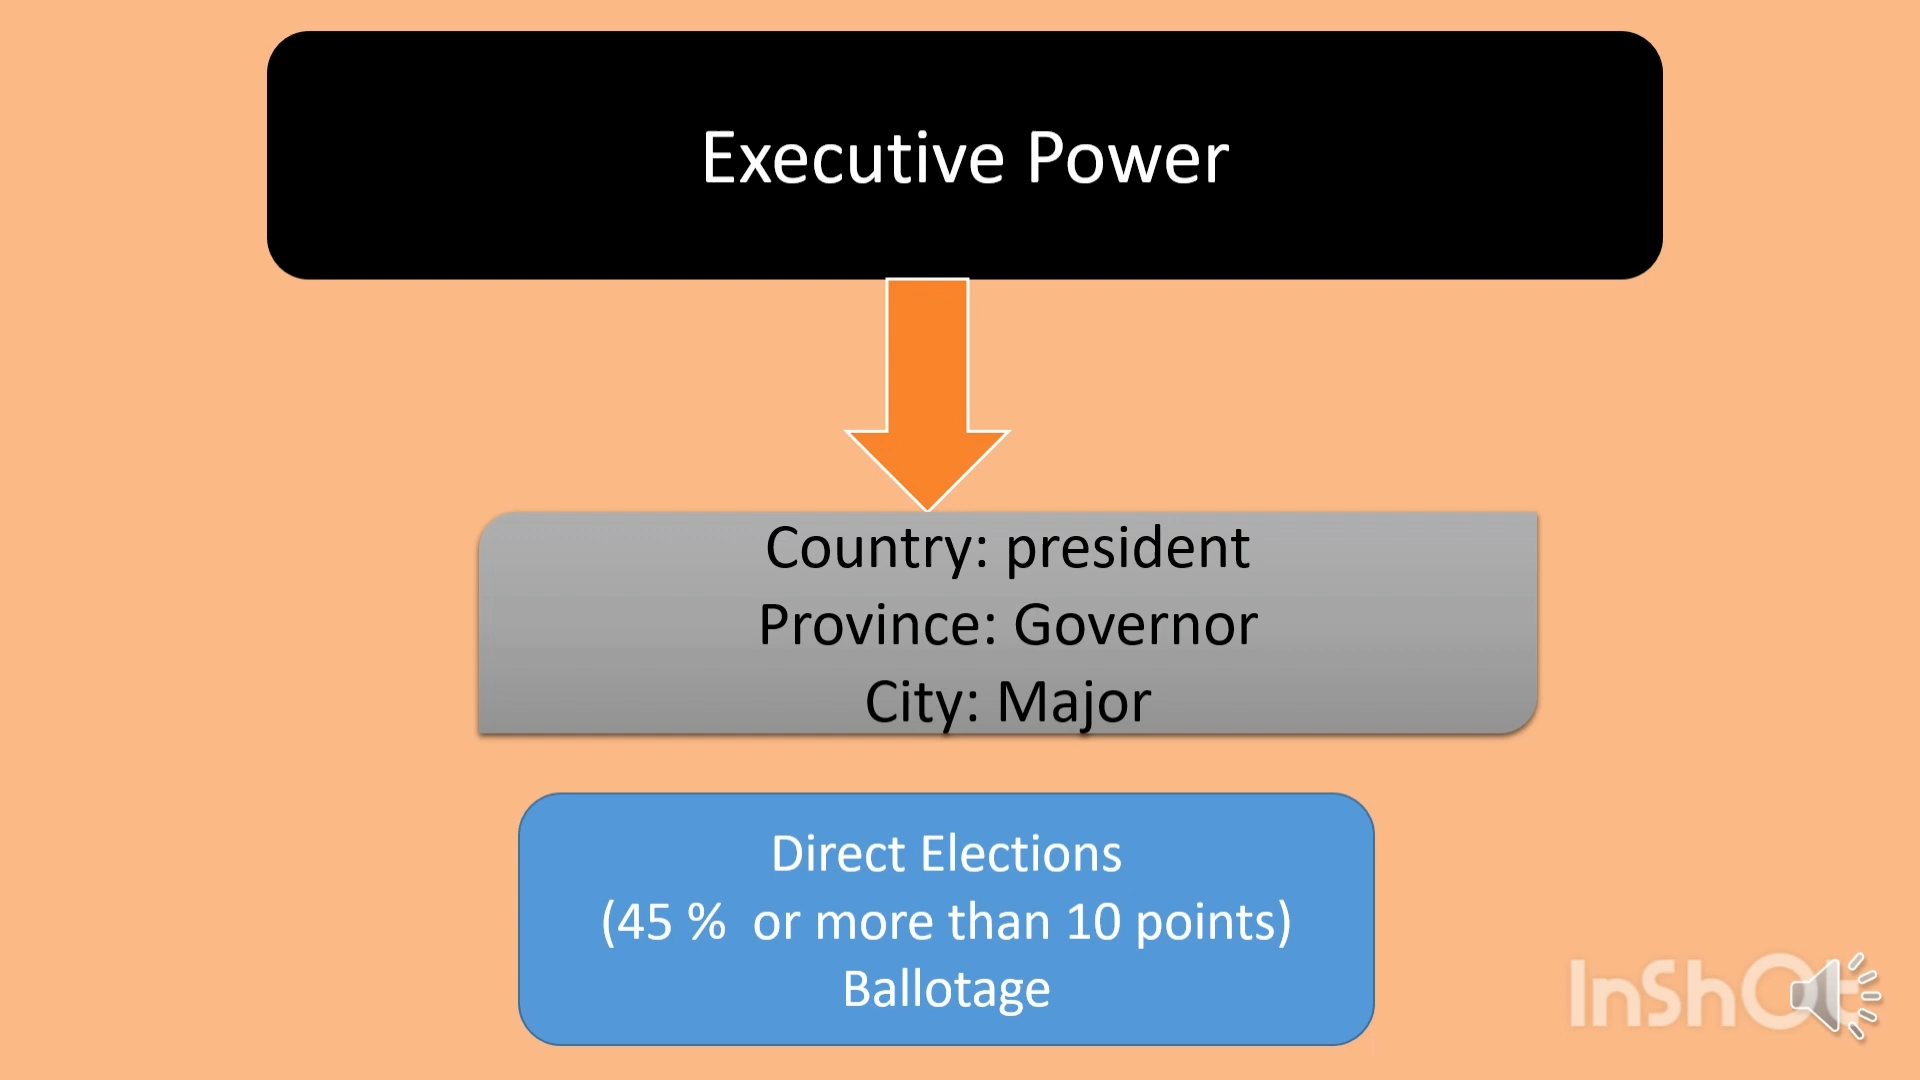 Executive Power
Country: president
Province: Governor
City: Major
Direct Elections
(45 %  or more than 10 points)
Ballotage
InShOt